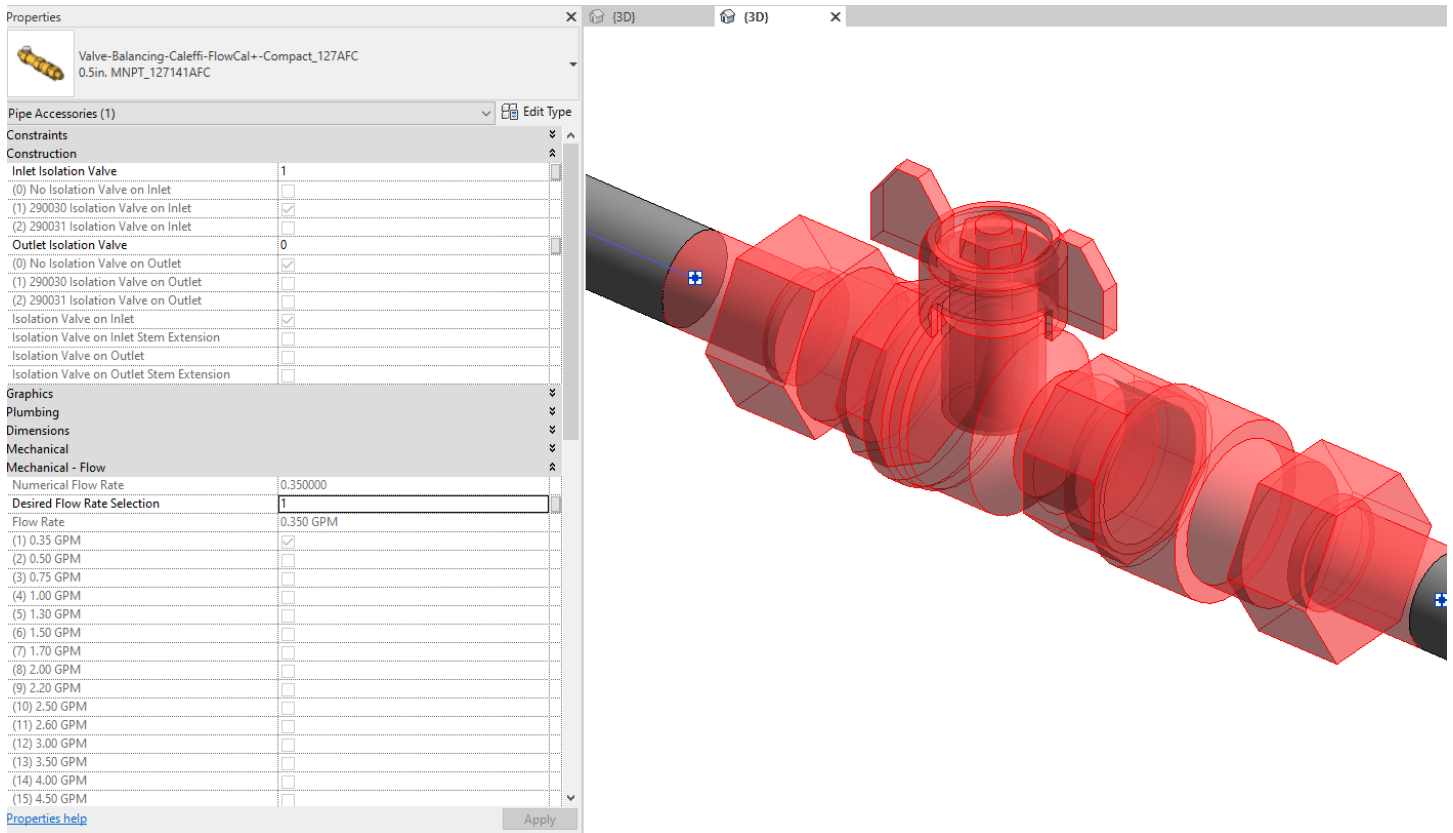 Properties
{3D}
{3D}
Valve-Balancing-Caleffi-FlowCal+-Compact_127AFC
0.5in. MNPT_127141AFC
Pipe Accessories (1)
Edit Type
Constraints
Construction
Inlet Isolation Valve 1
(0) No Isolation Valve on Inlet
(1) 290030 Isolation Valve on Inlet
(2) 290031 Isolation Valve on Inlet
Outlet Isolation Valve 0
(0) No Isolation Valve on Outlet
(1) 290030 Isolation Valve on Outlet
(2) 290031 Isolation Valve on Outlet
Isolation Valve on Inlet
Isolation Valve on Inlet Stem Extension
Isolation Valve on Outlet
Isolation Valve on Outlet Stem Extension
Graphics
Plumbing
Dimensions
Mechanical
Mechanical - Flow
Numerical Flow Rate 0.350000
Desired Flow Rate Selection 1
Flow Rate 0.350 GPM
(1) 0.35 GPM
(2) 0.50 GPM
(3) 0.75 GPM
(4) 1.00 GPM
(5) 1.30 GPM
(6) 1.50 GPM
(7) 1.70 GPM
(8) 2.00 GPM
(9) 2.20 GPM
(10) 2.50 GPM
(11) 2.60 GPM
(12) 3.00 GPM
(13) 3.50 GPM
(14) 4.00 GPM
(15) 4.50 GPM
Properties help
Apply